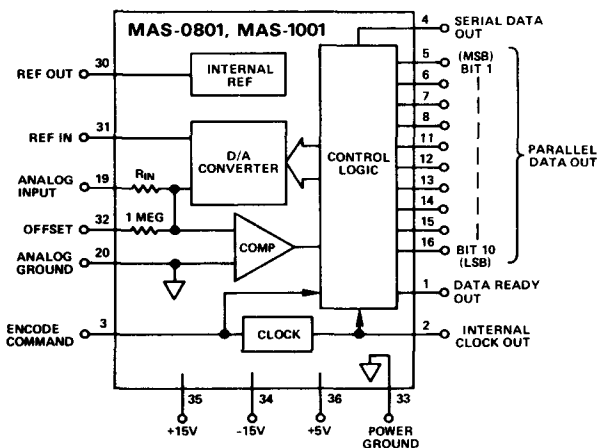 MAS-0801, MAS-1001
4
SERIAL DATA
OUT
30
REF OUT
INTERNAL
REF
5
(MSB)
BIT 1
6
7
8
31
REF IN
D/A
CONVERTER
CONTROL
LOGIC
11
12
13
14
15
16
BIT 10
(LSB)
PARALLEL
DATA OUT
ANALOG
INPUT
19
RIN
OFFSET
32
1 MEG
COMP
ANALOG
GROUND
20
1
DATA READY
OUT
ENCODE
COMMAND
3
CLOCK
2
INTERNAL
CLOCK OUT
35
34
36
33
+15V
-15V
+5V
POWER
GROUND